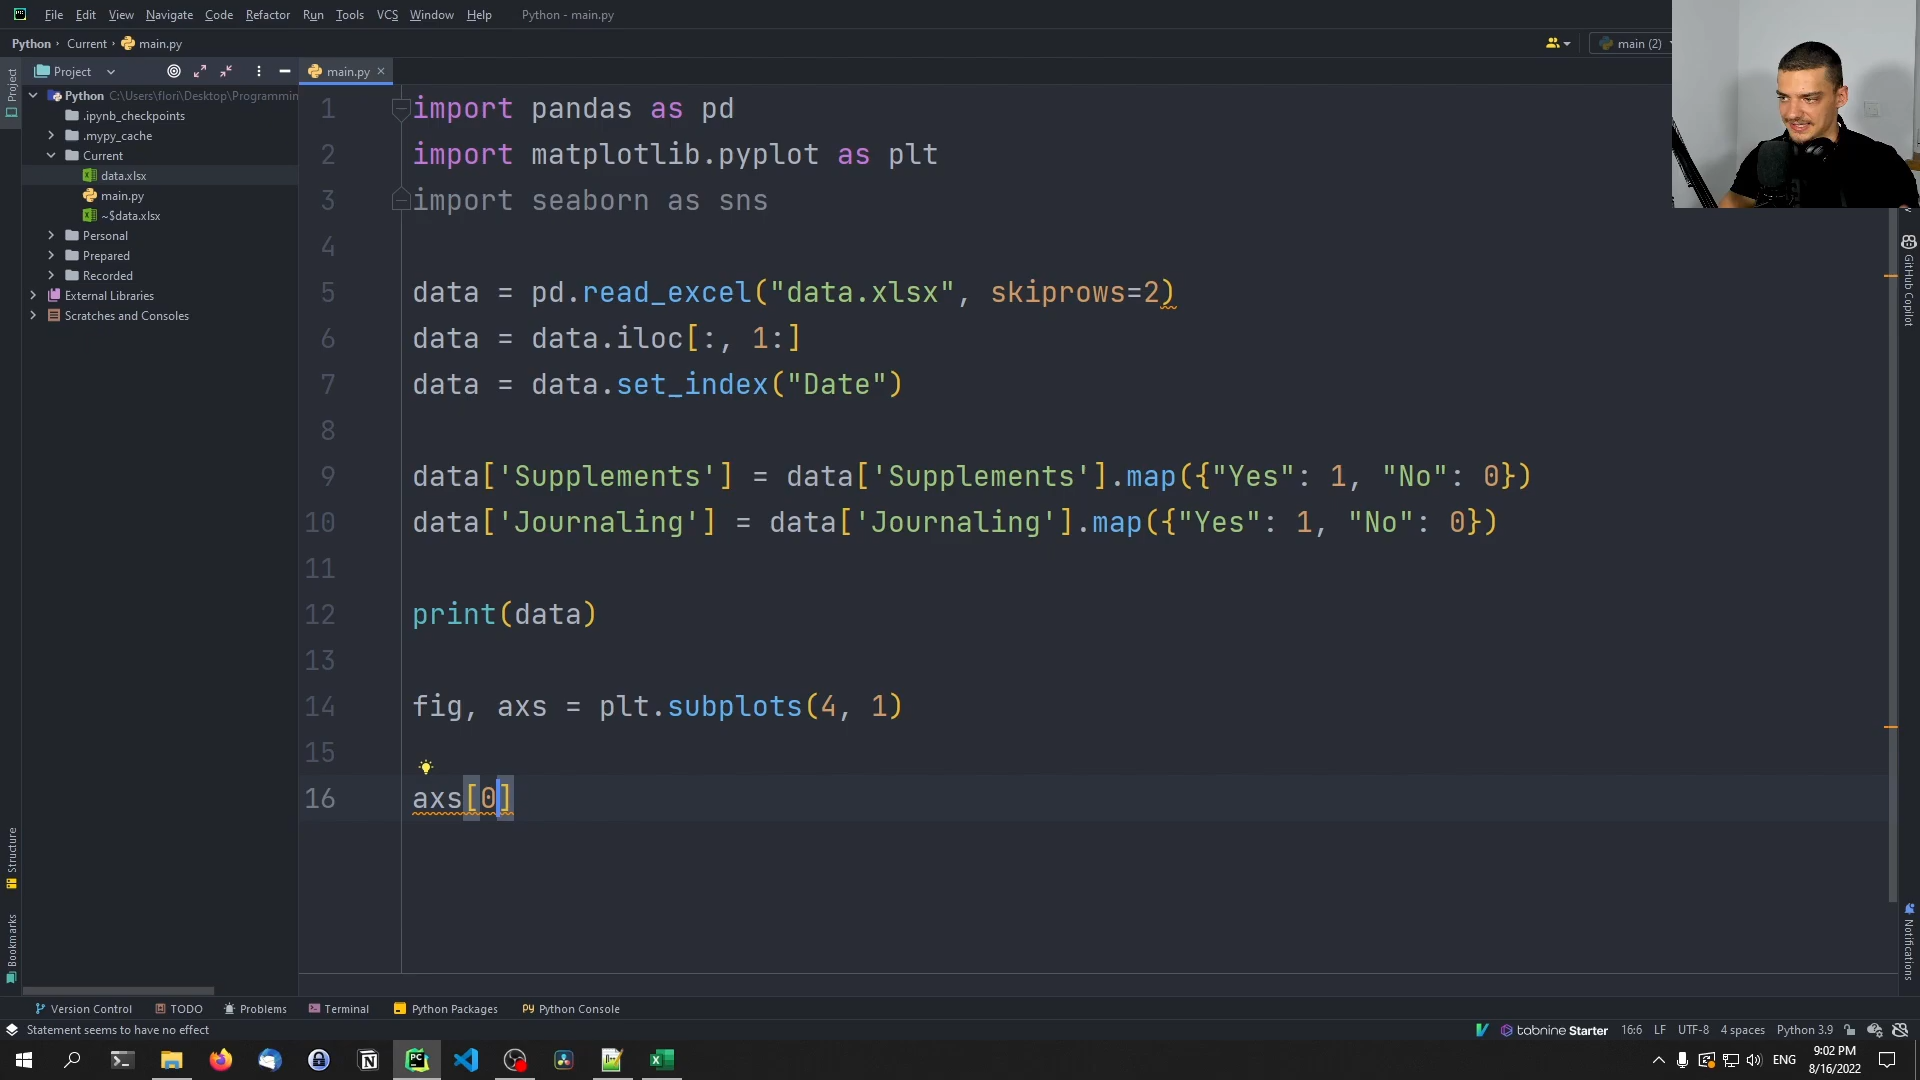 File Edit View Navigate Code Refactor Run Tools VCS Window Help Python - main.py
Python Current main.py
main (2)
Project
main.py
Project
Python C:\Users\flori\Desktop\Programmin
.ipynb_checkpoints
.mypy_cache
Current
data.xlsx
main.py
~$data.xlsx
Personal
Prepared
Recorded
External Libraries
Scratches and Consoles
1 import pandas as pd
2 import matplotlib.pyplot as plt
3 import seaborn as sns
4
5 data = pd.read_excel("data.xlsx", skiprows=2)
6 data = data.iloc[:, 1:]
7 data = data.set_index("Date")
8
9 data['Supplements'] = data['Supplements'].map({"Yes": 1, "No": 0})
10 data['Journaling'] = data['Journaling'].map({"Yes": 1, "No": 0})
11
12 print(data)
13
14 fig, axs = plt.subplots(4, 1)
15
16 axs[0]
GitHub Copilot
Notifications
Structure
Bookmarks
Version Control TODO Problems Terminal Python Packages Python Console
Statement seems to have no effect
tabnine Starter 16:6 LF UTF-8 4 spaces Python 3.9
ENG
9:02 PM
8/16/2022